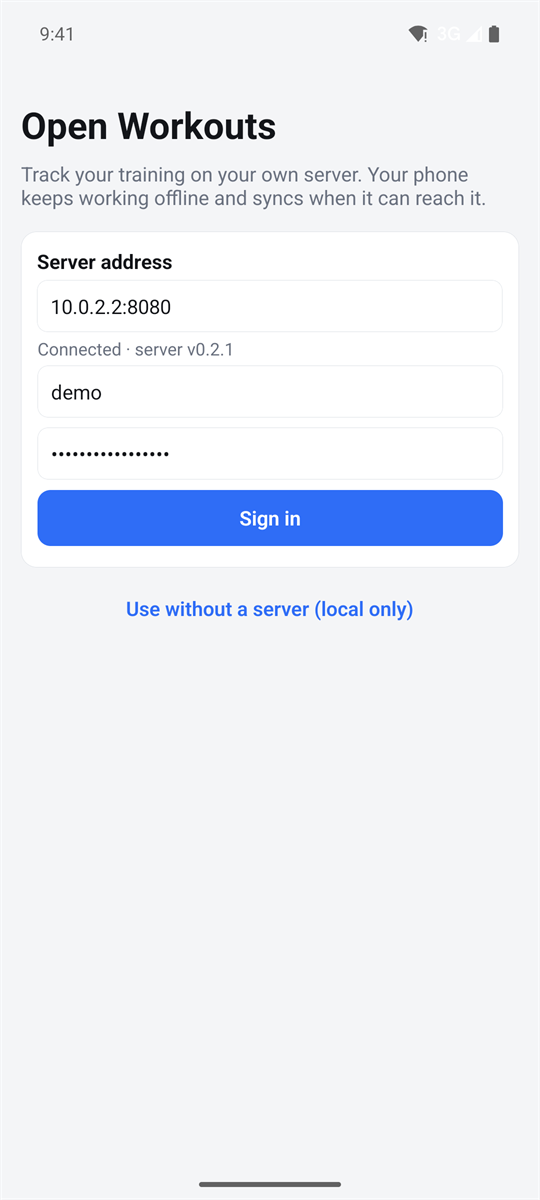 9:41
3G
Open Workouts
Track your training on your own server. Your phone
keeps working offline and syncs when it can reach it.
Server address
10.0.2.2:8080
Connected · server v0.2.1
demo
•••••••••••••••••
Sign in
Use without a server (local only)